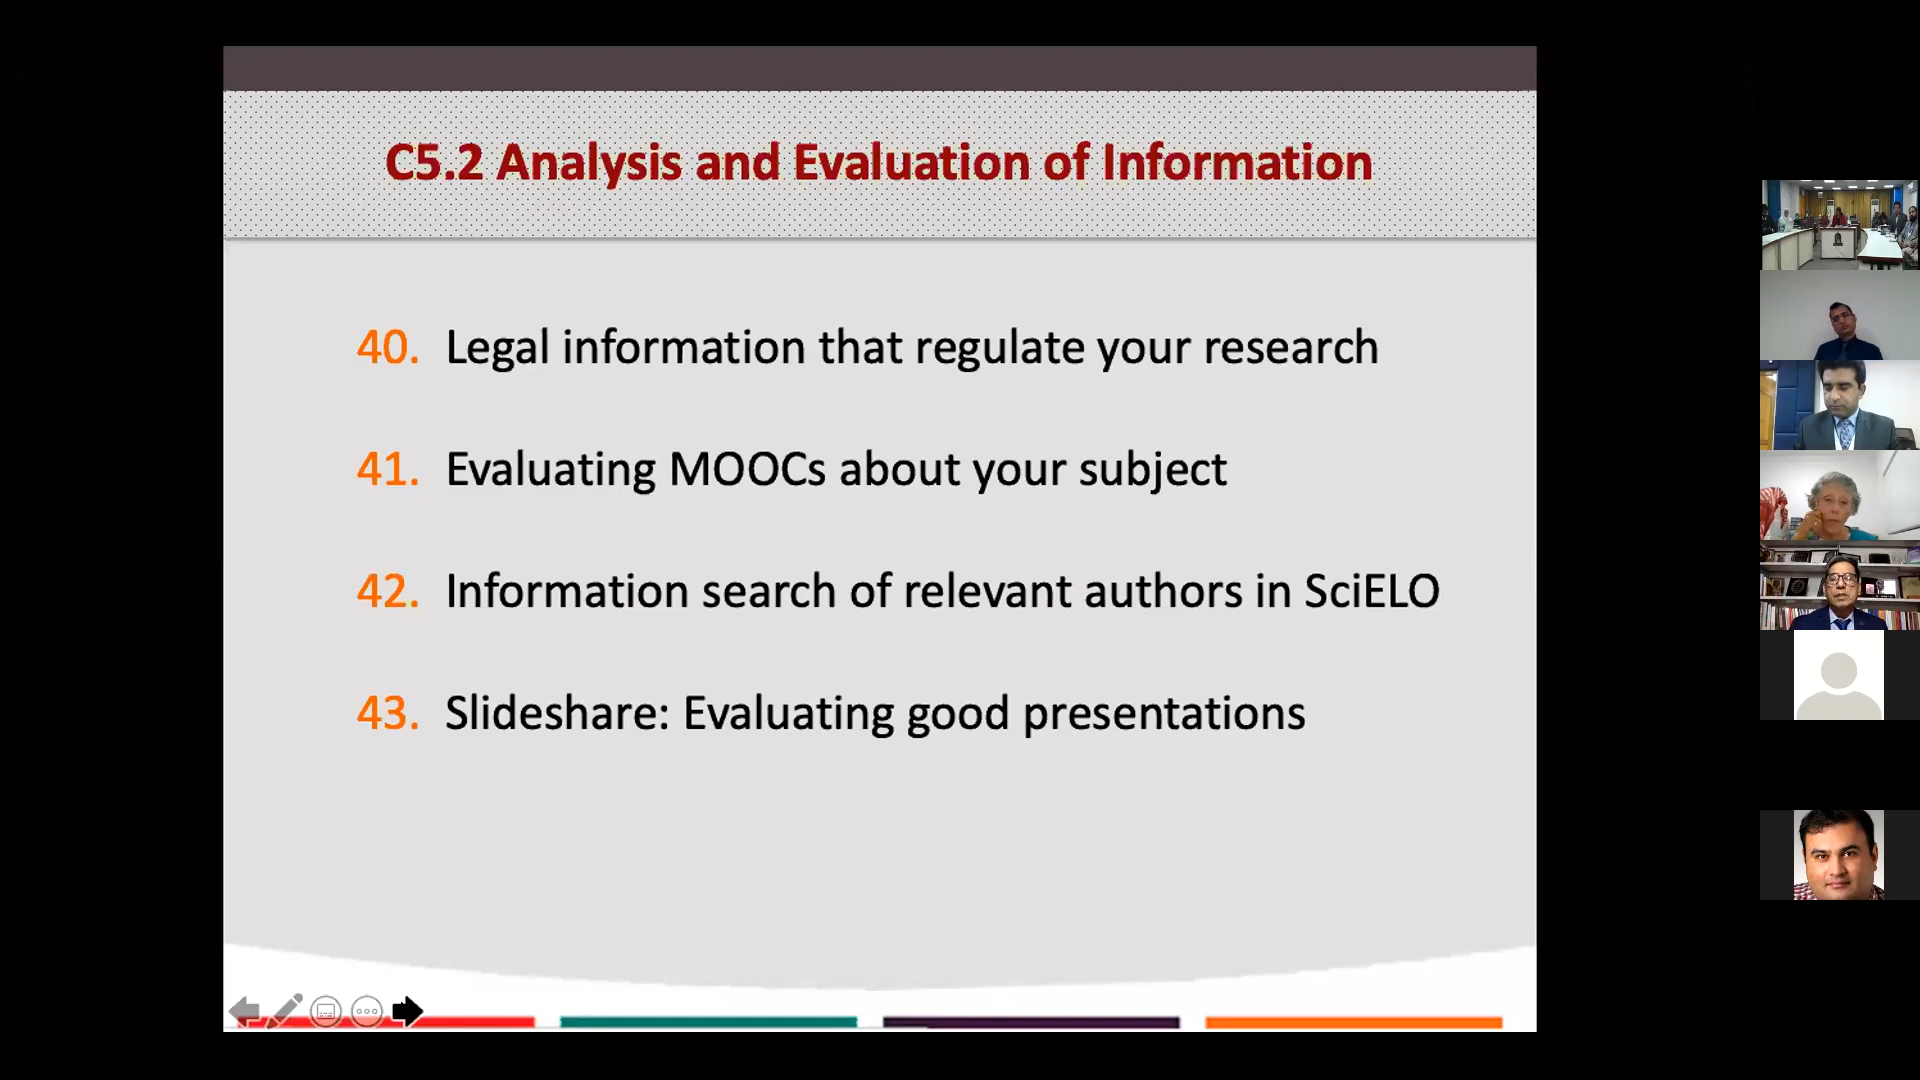 C5.2 Analysis and Evaluation of Information
40. Legal information that regulate your research
41. Evaluating MOOCs about your subject
42. Information search of relevant authors in SciELO
43. Slideshare: Evaluating good presentations